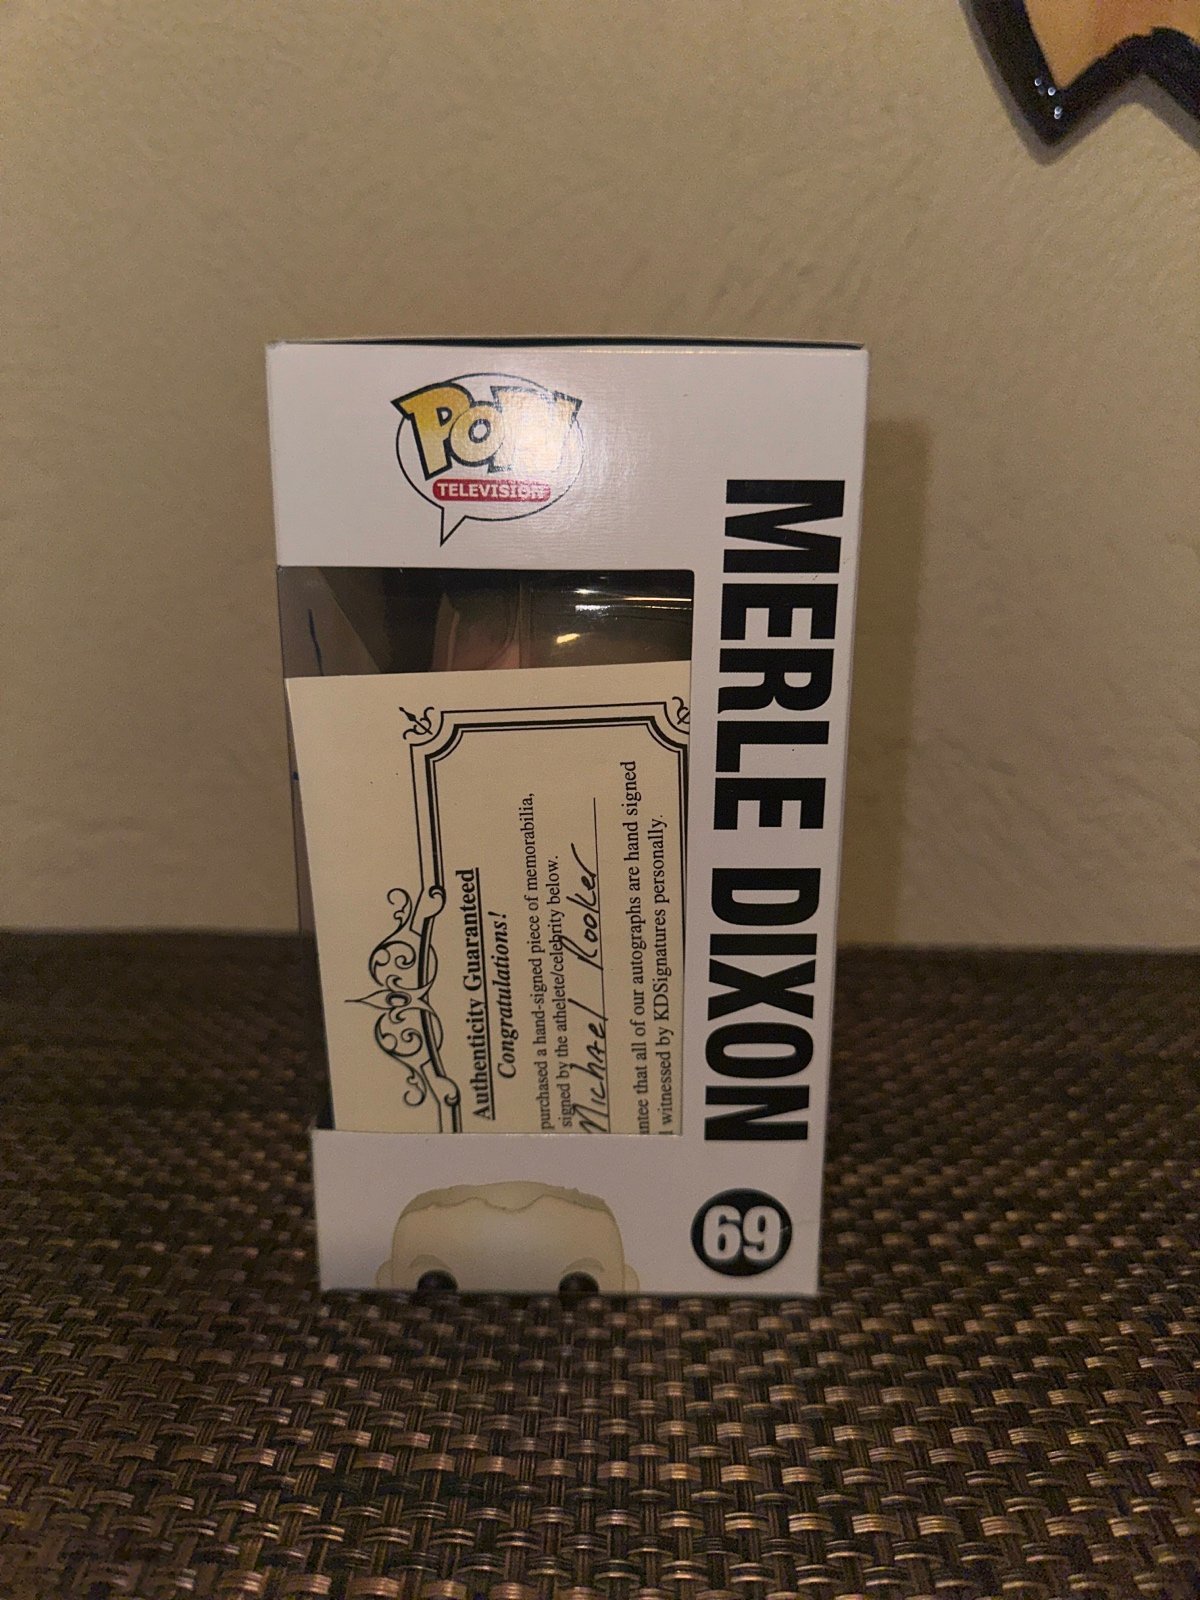 POP!
TELEVISION
MERLE DIXON
69
Authenticity Guaranteed
Congratulations!
purchased a hand-signed piece of memorabilia,
signed by the athelete/celebrity below.
Michael Rooker
ntee that all of our autographs are hand signed
witnessed by KDSignatures personally.